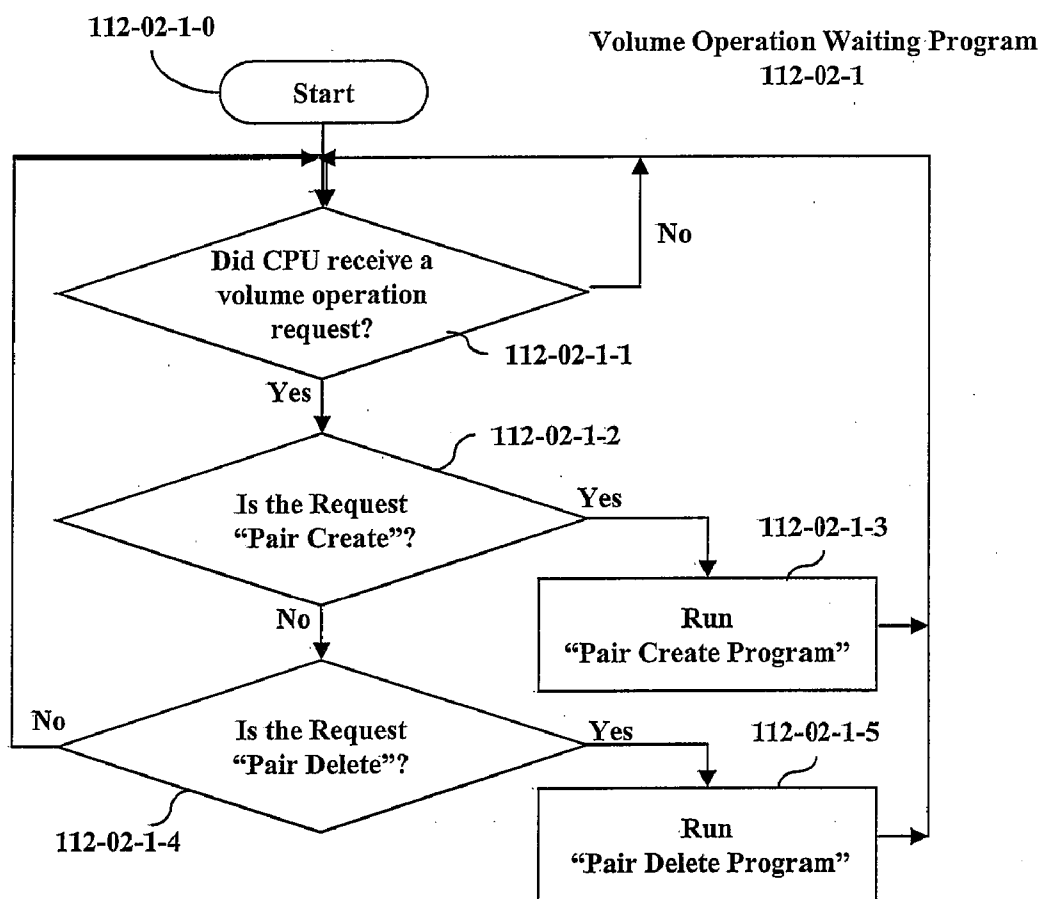 112-02-1-0
Volume Operation Waiting Program
112-02-1
Start
No
Did CPU receive a
volume operation
request?
112-02-1-1
Yes
112-02-1-2
Is the Request
“Pair Create”?
Yes
112-02-1-3
Run
“Pair Create Program”
No
No
Is the Request
“Pair Delete”?
Yes
112-02-1-5
112-02-1-4
Run
“Pair Delete Program”